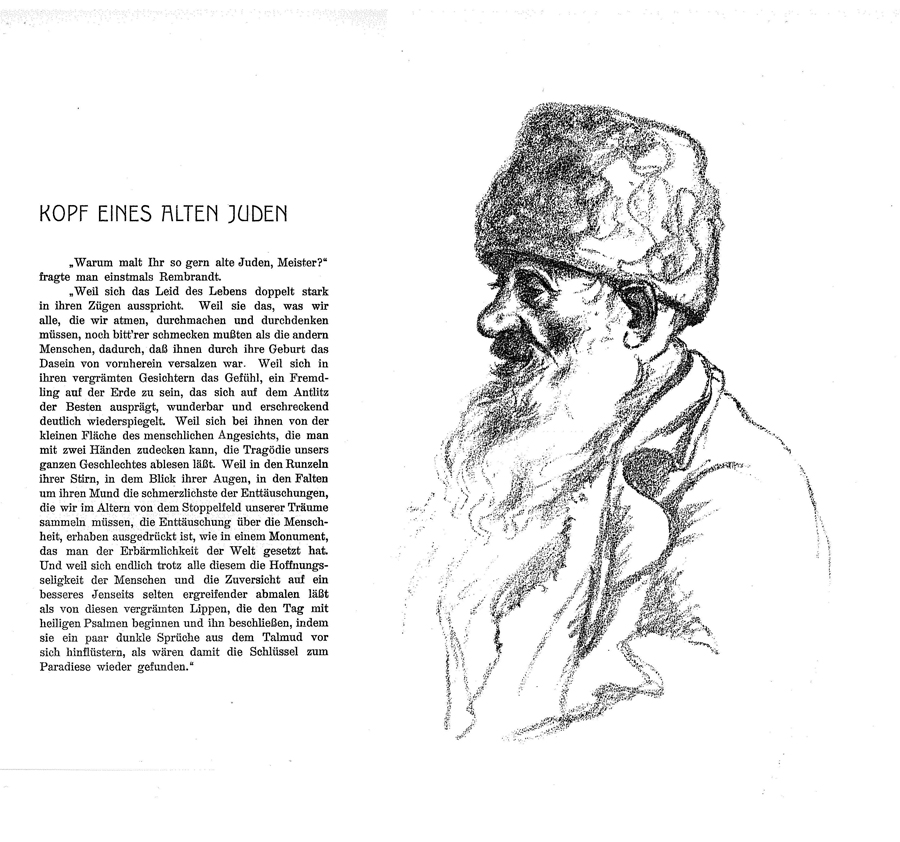 KOPF EINES ALTEN JUDEN
„Warum malt Ihr so gern alte Juden, Meister?“
fragte man einstmals Rembrandt.
„Weil sich das Leid des Lebens doppelt stark
in ihren Zügen ausspricht. Weil sie das, was wir
alle, die wir atmen, durchmachen und durchdenken
müssen, noch bitt'rer schmecken mußten als die andern
Menschen, dadurch, daß ihnen durch ihre Geburt das
Dasein von vornherein versalzen war. Weil sich in
ihren vergrämten Gesichtern das Gefühl, ein Fremd-
ling auf der Erde zu sein, das sich auf dem Antlitz
der Besten ausprägt, wunderbar und erschreckend
deutlich wiederspiegelt. Weil sich bei ihnen von der
kleinen Fläche des menschlichen Angesichts, die man
mit zwei Händen zudecken kann, die Tragödie unsers
ganzen Geschlechtes ablesen läßt. Weil in den Runzeln
ihrer Stirn, in dem Blick ihrer Augen, in den Falten
um ihren Mund die schmerzlichste der Enttäuschungen,
die wir im Altern von dem Stoppelfeld unserer Träume
sammeln müssen, die Enttäuschung über die Mensch-
heit, erhaben ausgedrückt ist, wie in einem Monument,
das man der Erbärmlichkeit der Welt gesetzt hat.
Und weil sich endlich trotz alle diesem die Hoffnungs-
seligkeit der Menschen und die Zuversicht auf ein
besseres Jenseits selten ergreifender abmalen läßt
als von diesen vergrämten Lippen, die den Tag mit
heiligen Psalmen beginnen und ihn beschließen, indem
sie ein paar dunkle Sprüche aus dem Talmud vor
sich hinflüstern, als wären damit die Schlüssel zum
Paradiese wieder gefunden.“